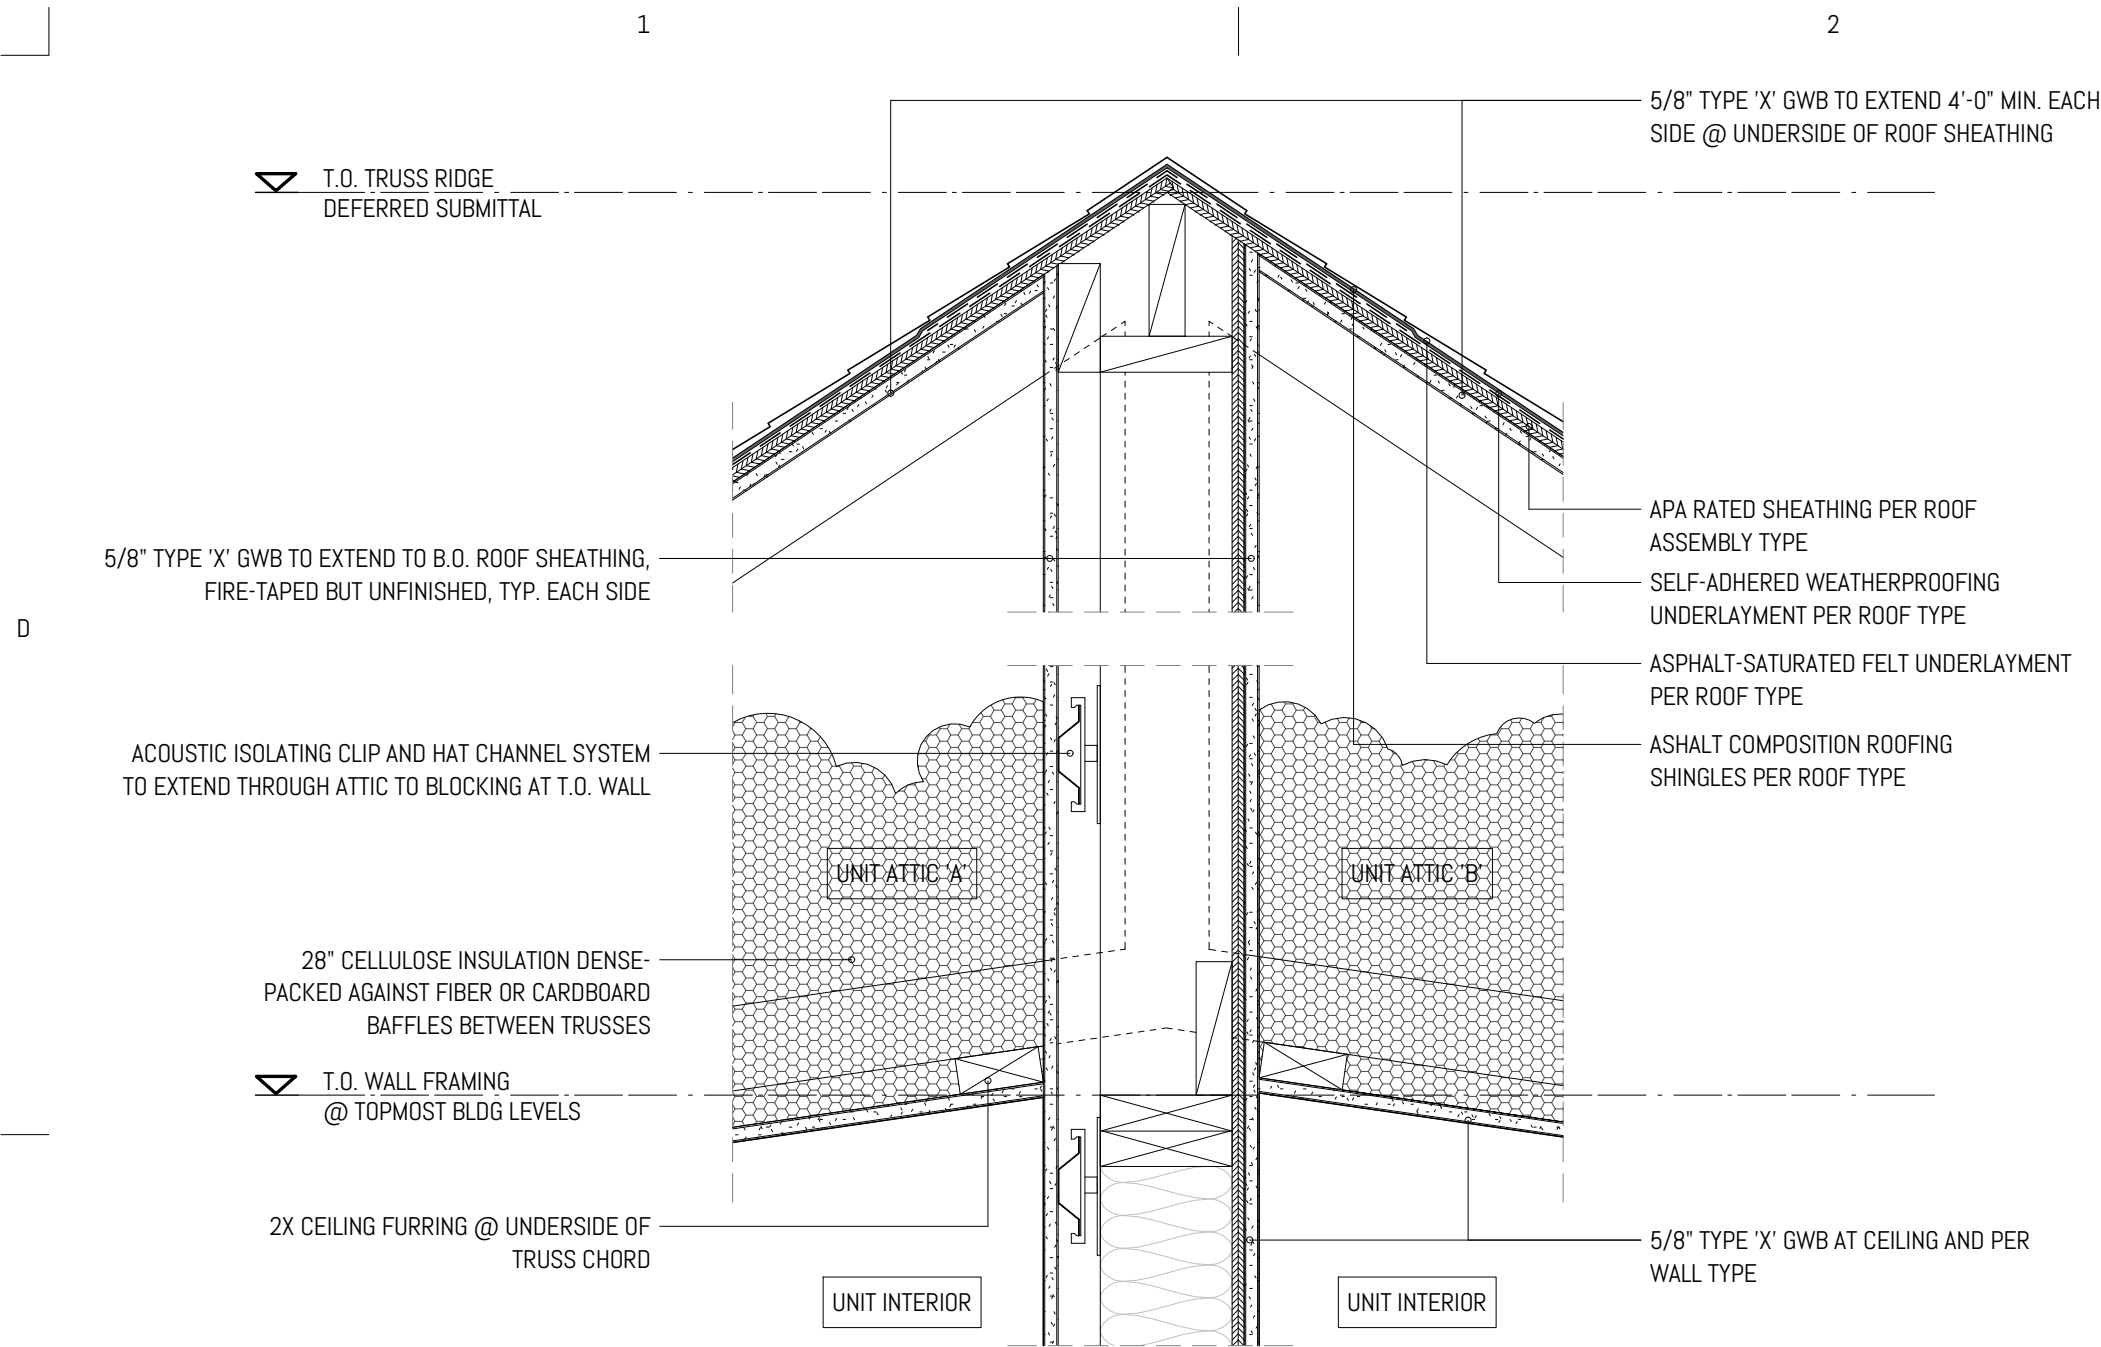 1
2
5/8" TYPE 'X' GWB TO EXTEND 4'-0" MIN. EACH
SIDE @ UNDERSIDE OF ROOF SHEATHING
T.O. TRUSS RIDGE
DEFERRED SUBMITTAL
APA RATED SHEATHING PER ROOF
ASSEMBLY TYPE
5/8" TYPE 'X' GWB TO EXTEND TO B.O. ROOF SHEATHING,
FIRE-TAPED BUT UNFINISHED, TYP. EACH SIDE
SELF-ADHERED WEATHERPROOFING
UNDERLAYMENT PER ROOF TYPE
D
ASPHALT-SATURATED FELT UNDERLAYMENT
PER ROOF TYPE
ACOUSTIC ISOLATING CLIP AND HAT CHANNEL SYSTEM
TO EXTEND THROUGH ATTIC TO BLOCKING AT T.O. WALL
ASHALT COMPOSITION ROOFING
SHINGLES PER ROOF TYPE
UNIT ATTIC 'A'
UNIT ATTIC 'B'
28" CELLULOSE INSULATION DENSE-
PACKED AGAINST FIBER OR CARDBOARD
BAFFLES BETWEEN TRUSSES
T.O. WALL FRAMING
@ TOPMOST BLDG LEVELS
2X CEILING FURRING @ UNDERSIDE OF
TRUSS CHORD
5/8" TYPE 'X' GWB AT CEILING AND PER
WALL TYPE
UNIT INTERIOR
UNIT INTERIOR